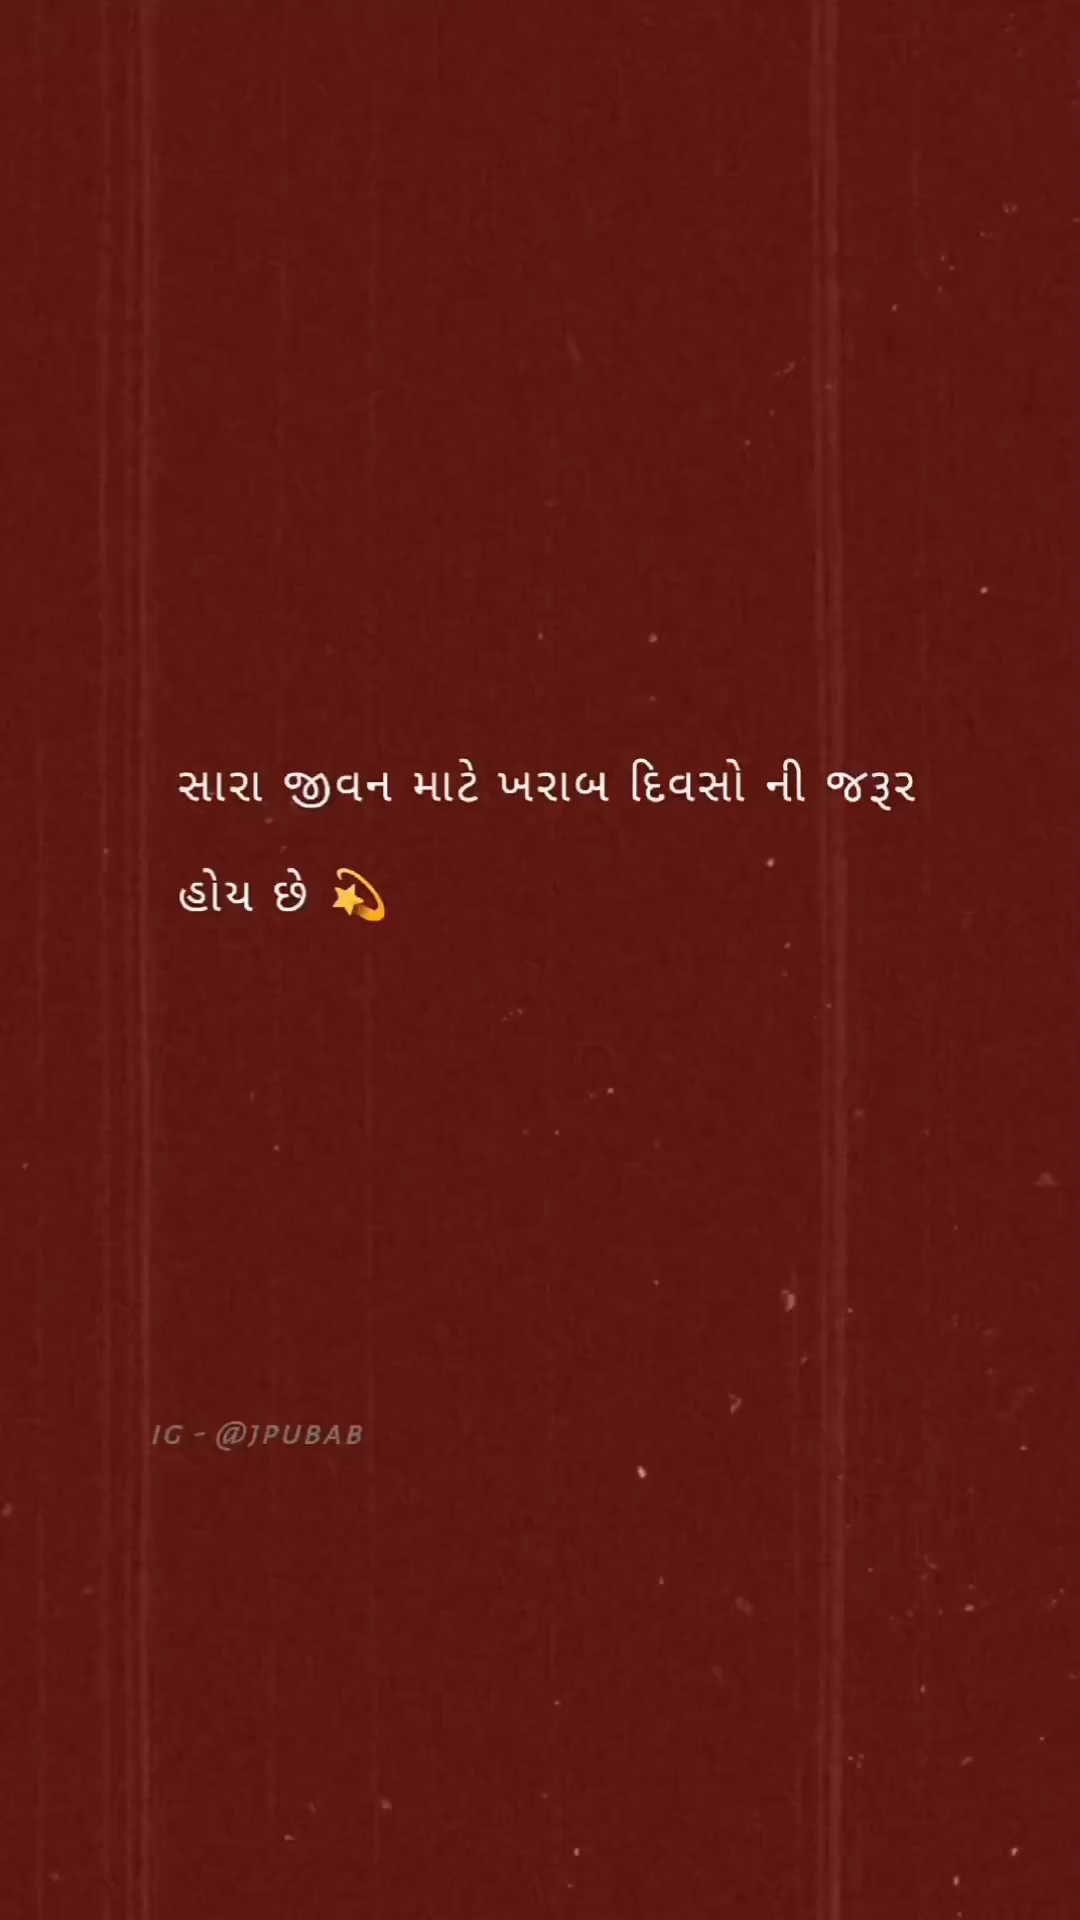 સારા જીવન માટે ખરાબ દિવસો ની જરૂર
હોય છે 💫
IG - @JPUBAB